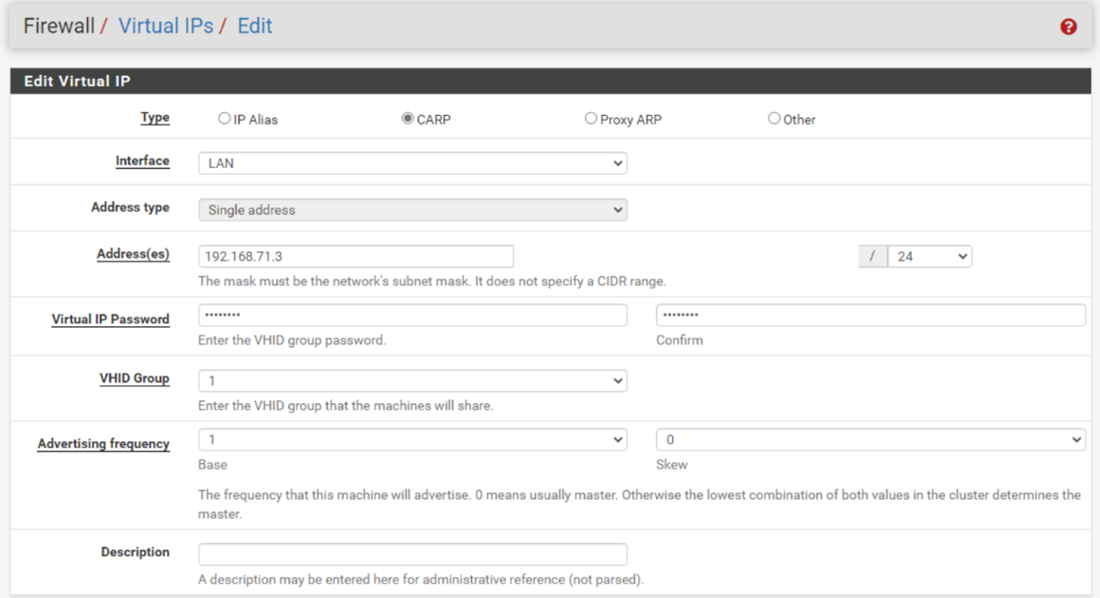 Firewall / Virtual IPs / Edit
Edit Virtual IP
Type IP Alias CARP Proxy ARP Other
Interface LAN
Address type Single address
Address(es) 192.168.71.3 / 24
The mask must be the network's subnet mask. It does not specify a CIDR range.
Virtual IP Password •••••••• ••••••••
Enter the VHID group password. Confirm
VHID Group 1
Enter the VHID group that the machines will share.
Advertising frequency 1 0
Base Skew
The frequency that this machine will advertise. 0 means usually master. Otherwise the lowest combination of both values in the cluster determines the
master.
Description
A description may be entered here for administrative reference (not parsed).